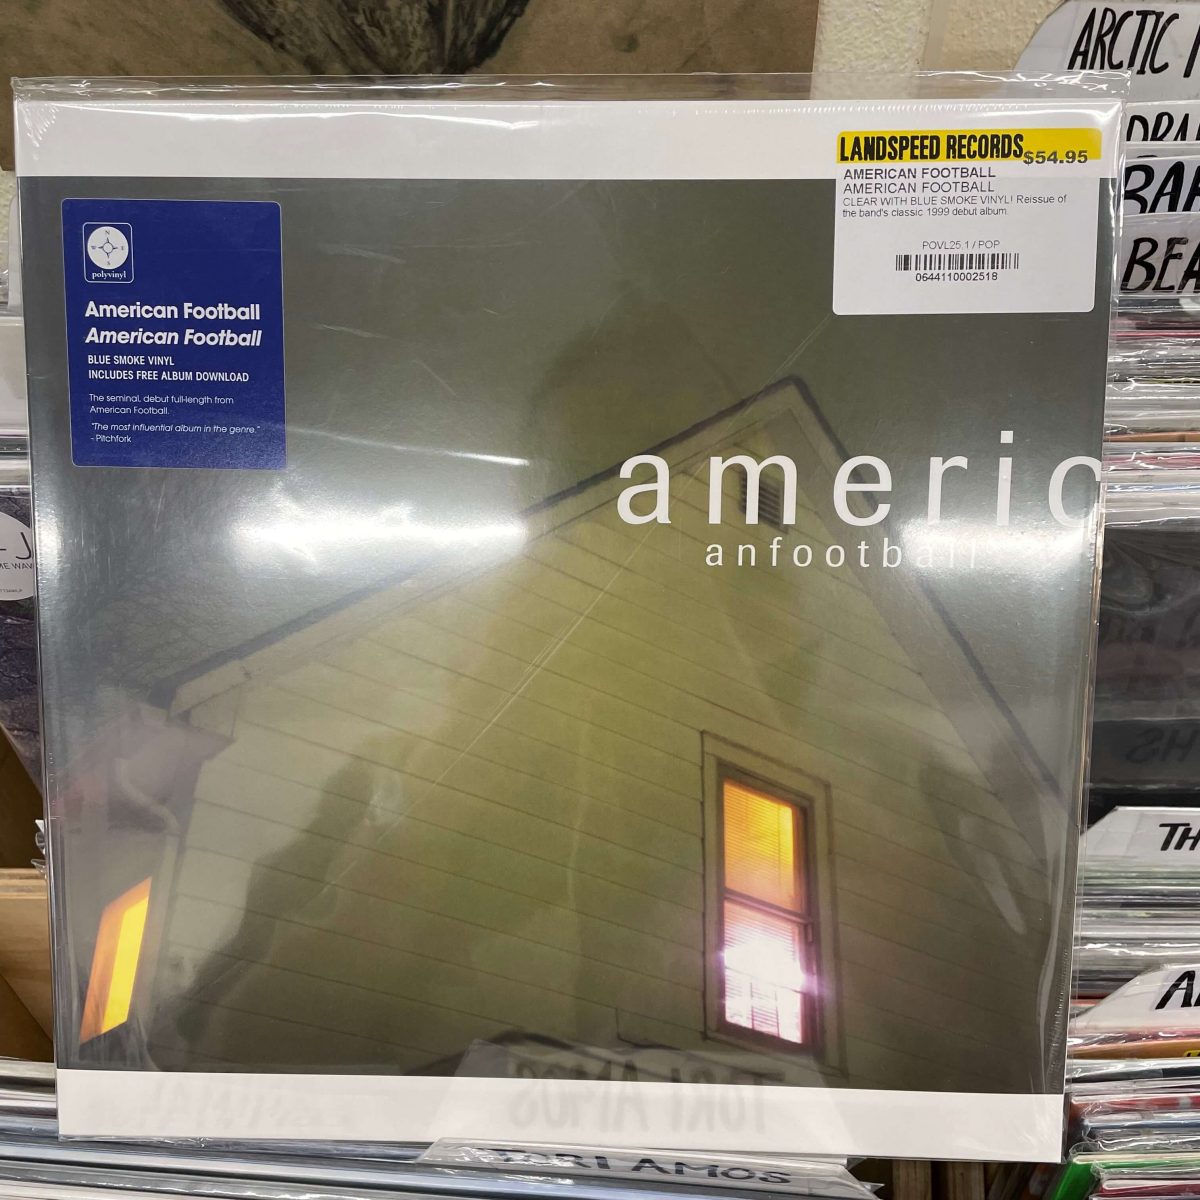 ARCTIC
LANDSPEED RECORDS
$54.95
AMERICAN FOOTBALL
AMERICAN FOOTBALL
CLEAR WITH BLUE SMOKE VINYL! Reissue of
the band's classic 1999 debut album.
POVL25.1 / POP
0644110002518
BAR
BEA
N
W E
S
polyvinyl
American Football
American Football
BLUE SMOKE VINYL
INCLUDES FREE ALBUM DOWNLOAD
The seminal, debut full-length from
American Football.
"The most influential album in the genre."
- Pitchfork
americ
anfootball
TH
TORI AMOS
TORI AMOS